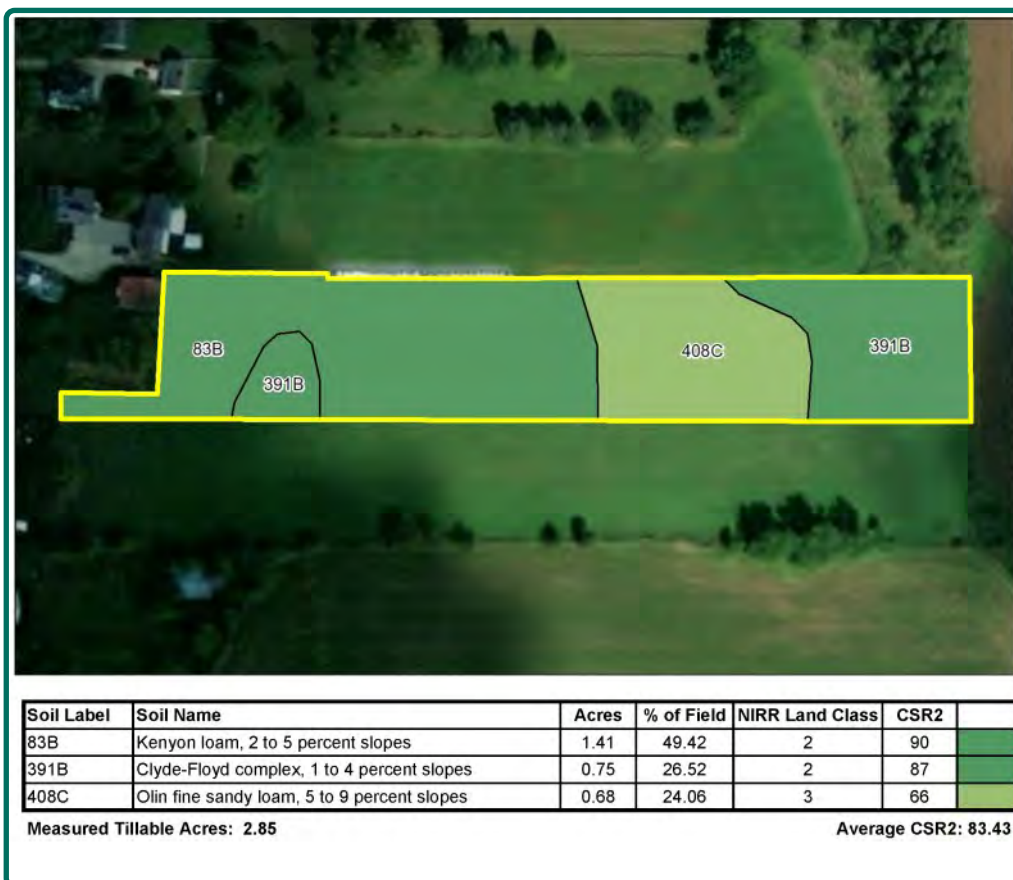 83B
391B
408C
391B
Soil Label Soil Name Acres % of Field NIRR Land Class CSR2
83B Kenyon loam, 2 to 5 percent slopes 1.41 49.42 2 90
391B Clyde-Floyd complex, 1 to 4 percent slopes 0.75 26.52 2 87
408C Olin fine sandy loam, 5 to 9 percent slopes 0.68 24.06 3 66
Measured Tillable Acres: 2.85 Average CSR2: 83.43